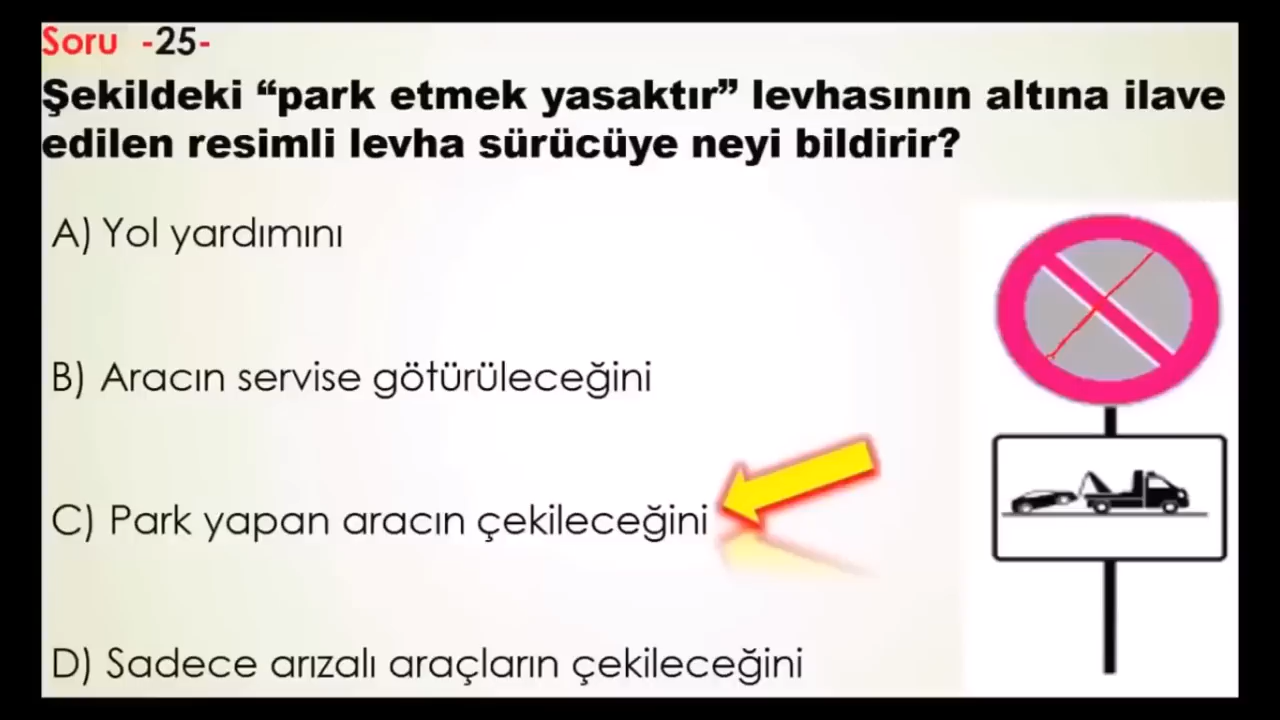 Soru -25-
Şekildeki “park etmek yasaktır” levhasının altına ilave
edilen resimli levha sürücüye neyi bildirir?
A) Yol yardımını
B) Aracın servise götürüleceğini
C) Park yapan aracın çekileceğini
D) Sadece arızalı araçların çekileceğini